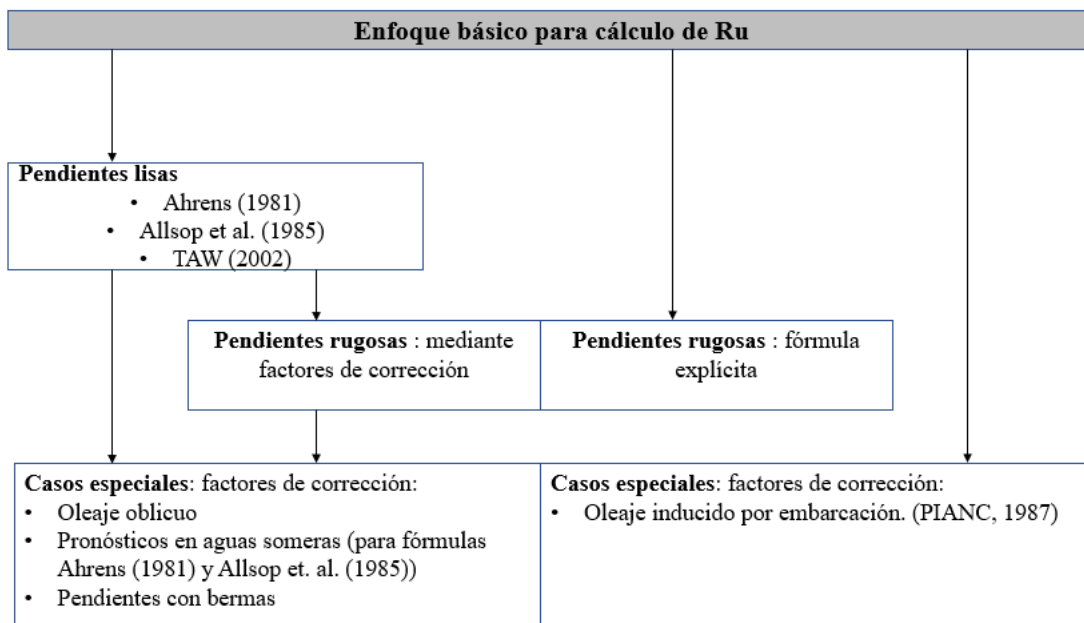 Enfoque básico para cálculo de Ru
Pendientes lisas
• Ahrens (1981)
• Allsop et al. (1985)
• TAW (2002)
Pendientes rugosas : mediante
factores de corrección
Pendientes rugosas : fórmula
explícita
Casos especiales: factores de corrección:
• Oleaje oblicuo
• Pronósticos en aguas someras (para fórmulas
Ahrens (1981) y Allsop et. al. (1985))
• Pendientes con bermas
Casos especiales: factores de corrección:
• Oleaje inducido por embarcación. (PIANC, 1987)